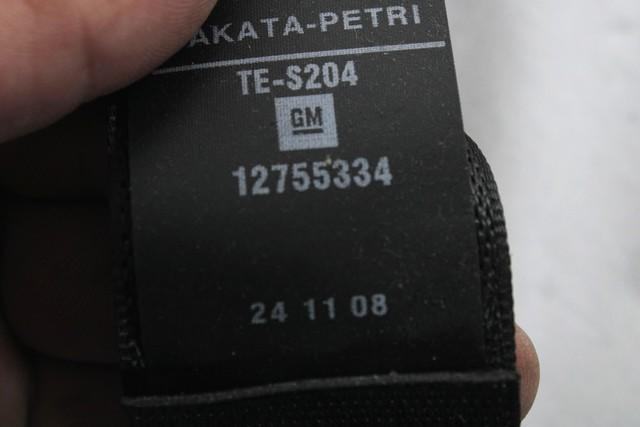 AKATA-PETRI
TE-S204
GM
12755334
24 11 08